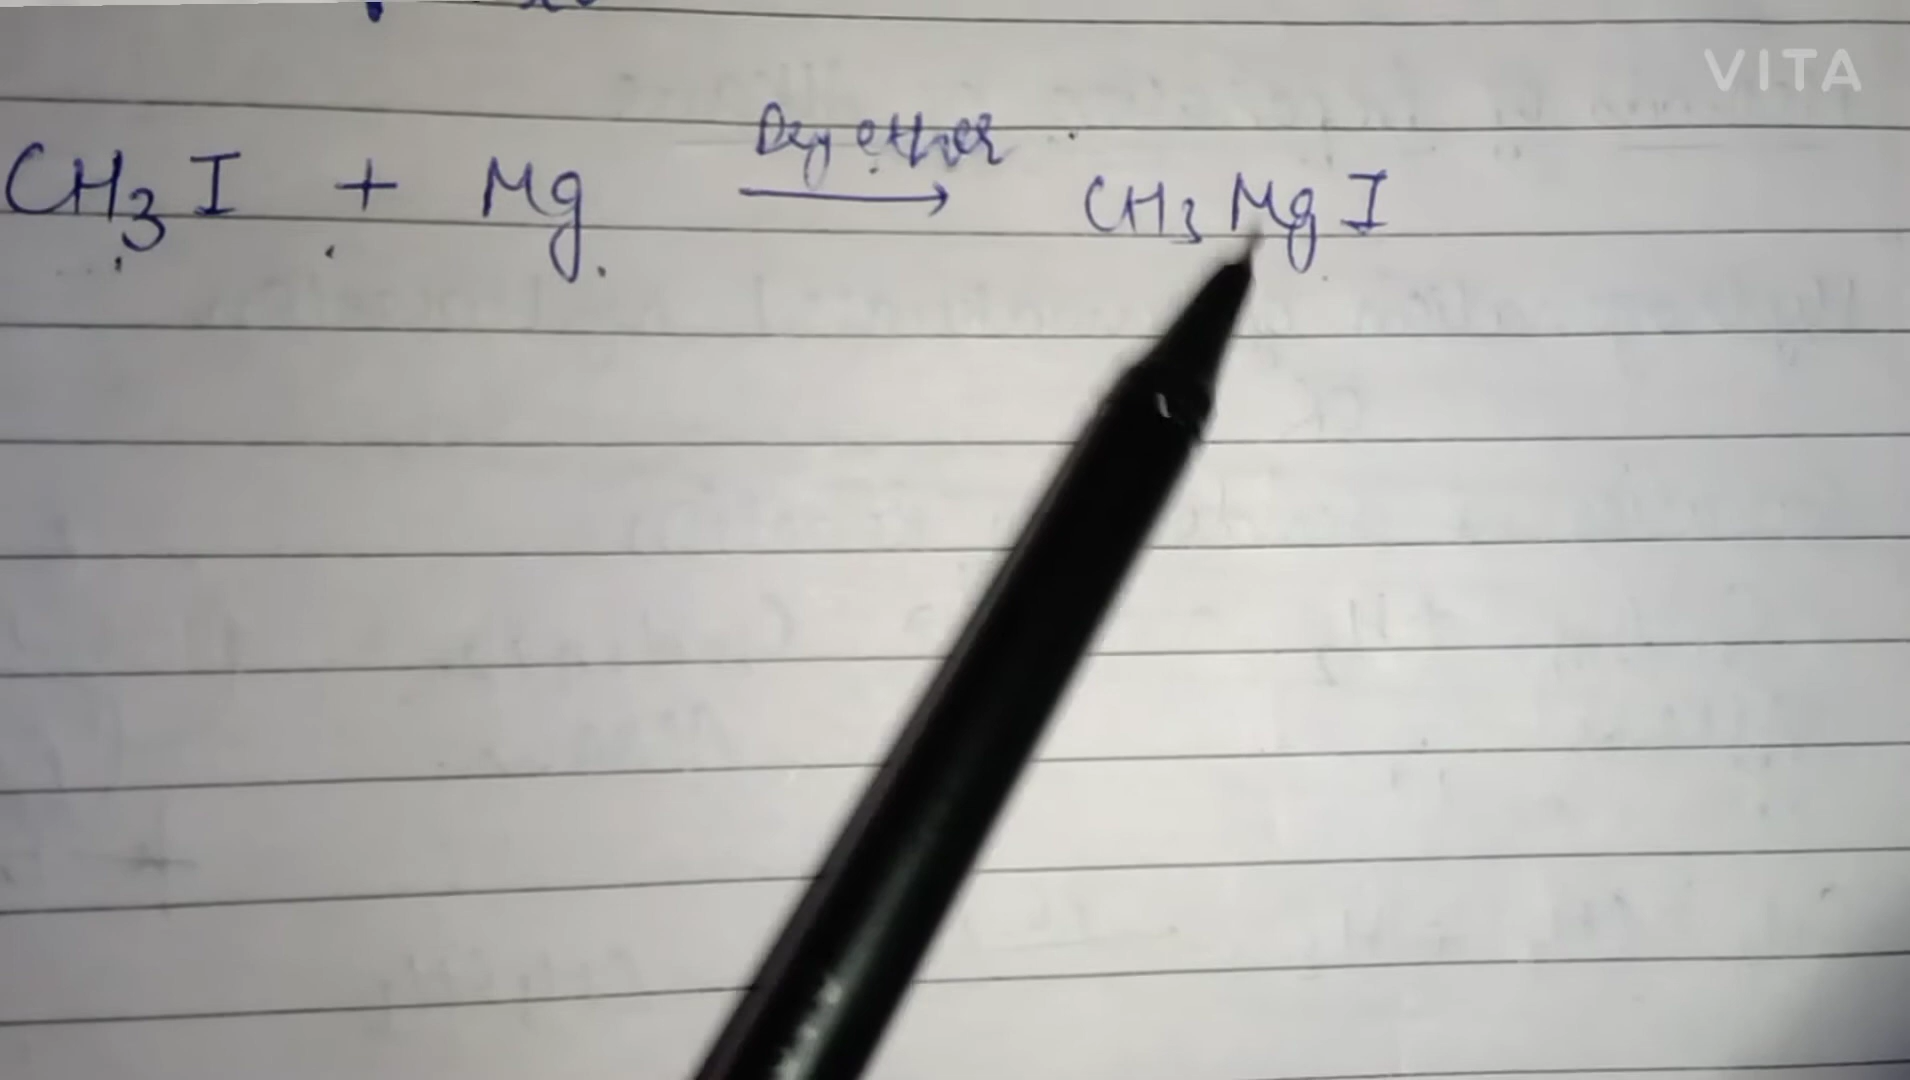 VITA
Dry ether
CH3I + Mg → CH3MgI